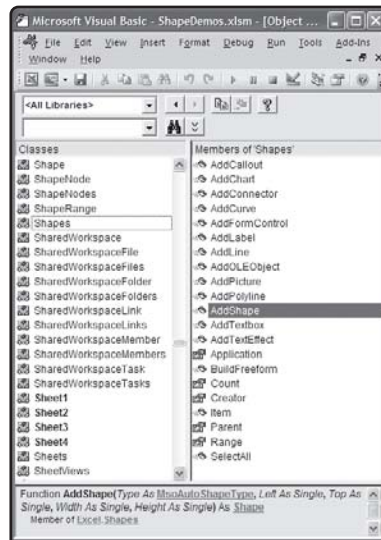 Microsoft Visual Basic - ShapeDemos.xlsm - [Object ...
File Edit View Insert Format Debug Run Tools Add-Ins
Window Help
<All Libraries>
Classes
Shape
ShapeNode
ShapeNodes
ShapeRange
Shapes
SharedWorkspace
SharedWorkspaceFile
SharedWorkspaceFiles
SharedWorkspaceFolder
SharedWorkspaceFolders
SharedWorkspaceLink
SharedWorkspaceLinks
SharedWorkspaceMember
SharedWorkspaceMembers
SharedWorkspaceTask
SharedWorkspaceTasks
Sheet1
Sheet2
Sheet3
Sheet4
Sheets
SheetViews
Members of 'Shapes'
AddCallout
AddChart
AddConnector
AddCurve
AddFormControl
AddLabel
AddLine
AddOLEObject
AddPicture
AddPolyline
AddShape
AddTextbox
AddTextEffect
Application
BuildFreeform
Count
Creator
Item
Parent
Range
SelectAll
Function AddShape(Type As MsoAutoShapeType, Left As Single, Top As
Single, Width As Single, Height As Single) As Shape
Member of Excel.Shapes